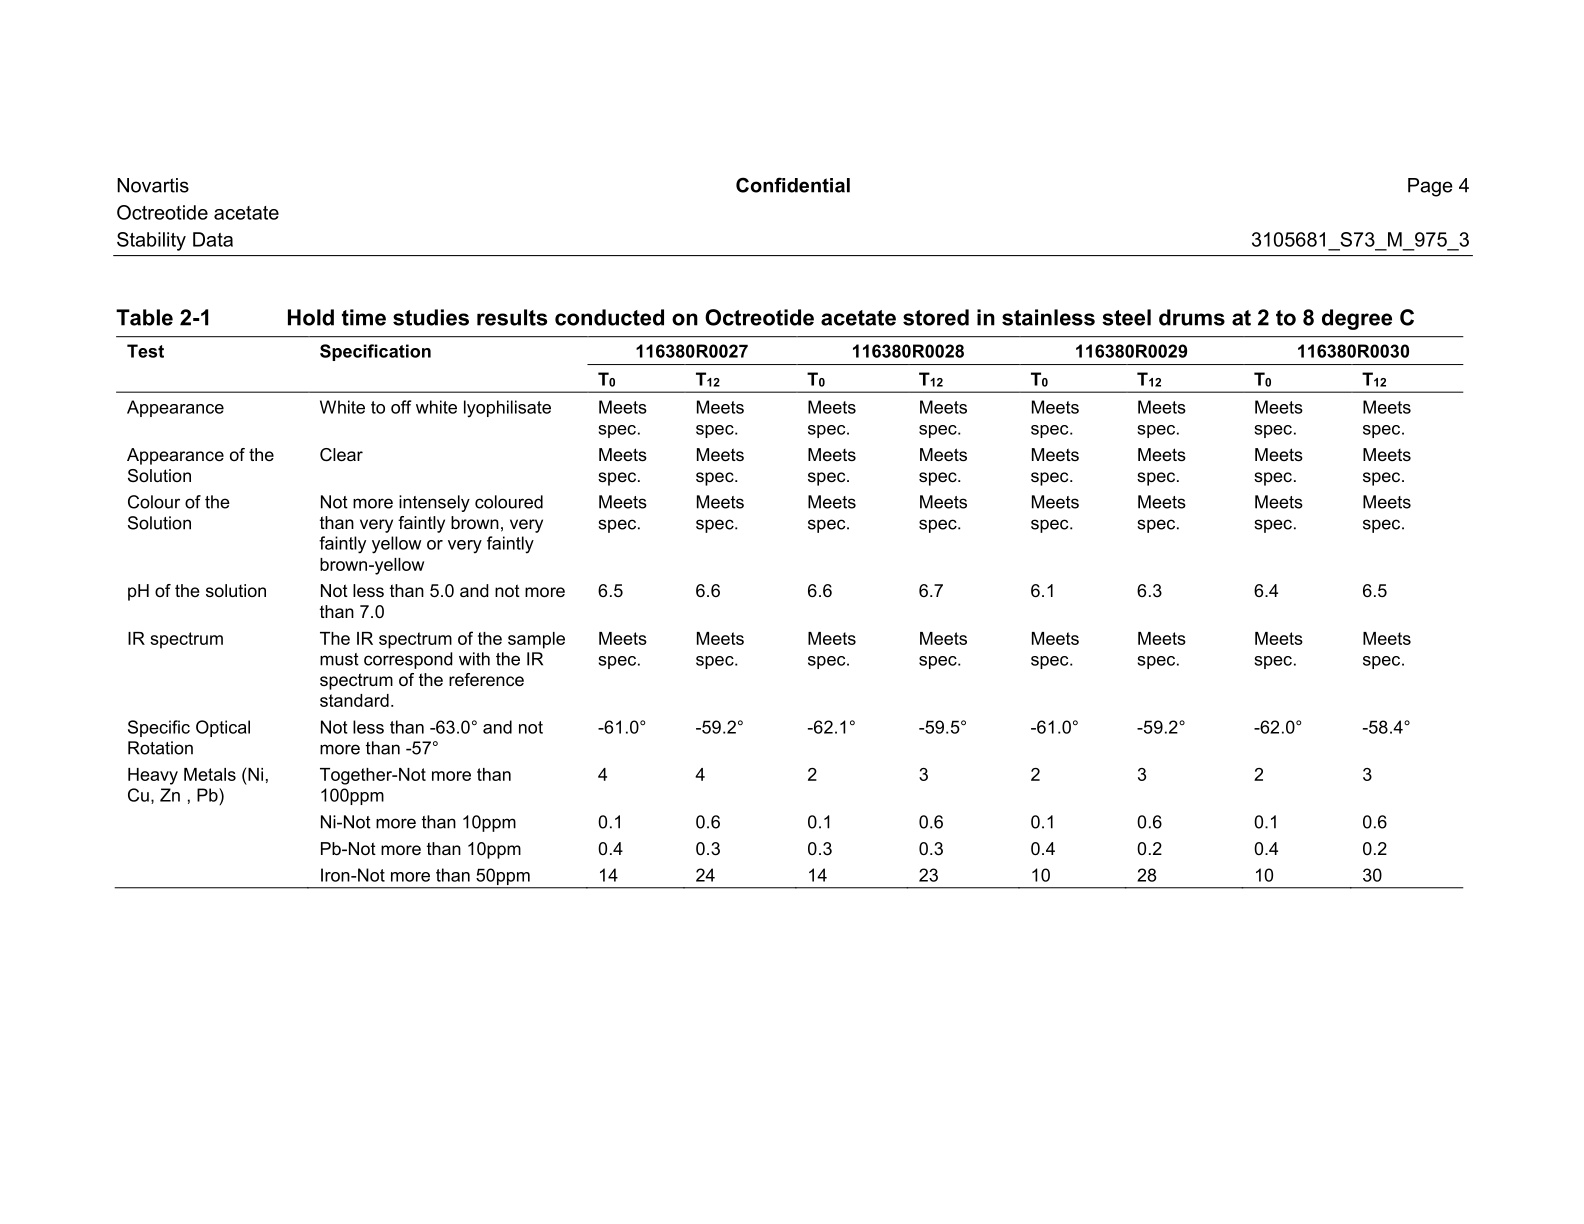 Novartis Confidential Page 4
Octreotide acetate
Stability Data 3105681_S73_M_975_3
Table 2-1 Hold time studies results conducted on Octreotide acetate stored in stainless steel drums at 2 to 8 degree C
Test Specification 116380R0027 116380R0028 116380R0029 116380R0030
T0 T12 T0 T12 T0 T12 T0 T12
Appearance White to off white lyophilisate Meets Meets Meets Meets Meets Meets Meets Meets
spec. spec. spec. spec. spec. spec. spec. spec.
Appearance of the Clear Meets Meets Meets Meets Meets Meets Meets Meets
Solution spec. spec. spec. spec. spec. spec. spec. spec.
Colour of the Not more intensely coloured Meets Meets Meets Meets Meets Meets Meets Meets
Solution than very faintly brown, very spec. spec. spec. spec. spec. spec. spec. spec.
faintly yellow or very faintly
brown-yellow
pH of the solution Not less than 5.0 and not more 6.5 6.6 6.6 6.7 6.1 6.3 6.4 6.5
than 7.0
IR spectrum The IR spectrum of the sample Meets Meets Meets Meets Meets Meets Meets Meets
must correspond with the IR spec. spec. spec. spec. spec. spec. spec. spec.
spectrum of the reference
standard.
Specific Optical Not less than -63.0° and not -61.0° -59.2° -62.1° -59.5° -61.0° -59.2° -62.0° -58.4°
Rotation more than -57°
Heavy Metals (Ni, Together-Not more than 4 4 2 3 2 3 2 3
Cu, Zn , Pb) 100ppm
Ni-Not more than 10ppm 0.1 0.6 0.1 0.6 0.1 0.6 0.1 0.6
Pb-Not more than 10ppm 0.4 0.3 0.3 0.3 0.4 0.2 0.4 0.2
Iron-Not more than 50ppm 14 24 14 23 10 28 10 30